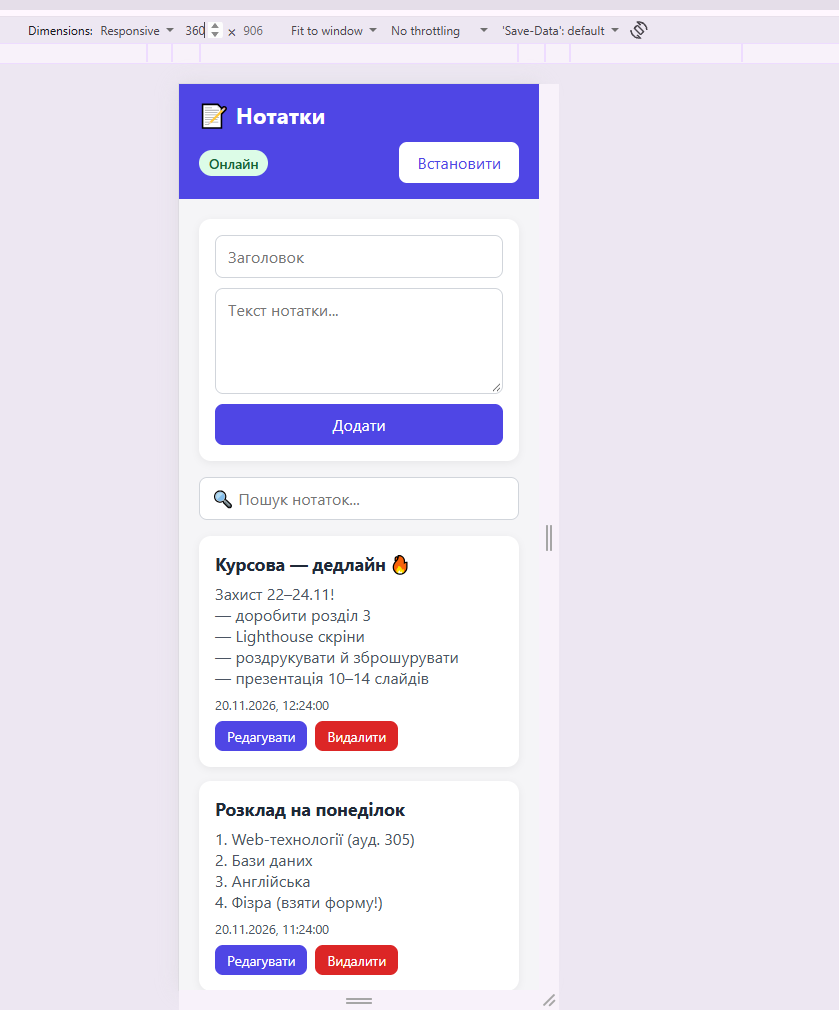 Dimensions: Responsive 360 × 906 Fit to window No throttling 'Save-Data': default
📝 Нотатки
Онлайн Встановити
Заголовок
Текст нотатки...
Додати
🔍 Пошук нотаток...
Курсова — дедлайн 🔥
Захист 22–24.11!
— доробити розділ 3
— Lighthouse скріни
— роздрукувати й зброшурувати
— презентація 10–14 слайдів
20.11.2026, 12:24:00
Редагувати Видалити
Розклад на понеділок
1. Web-технології (ауд. 305)
2. Бази даних
3. Англійська
4. Фізра (взяти форму!)
20.11.2026, 11:24:00
Редагувати Видалити